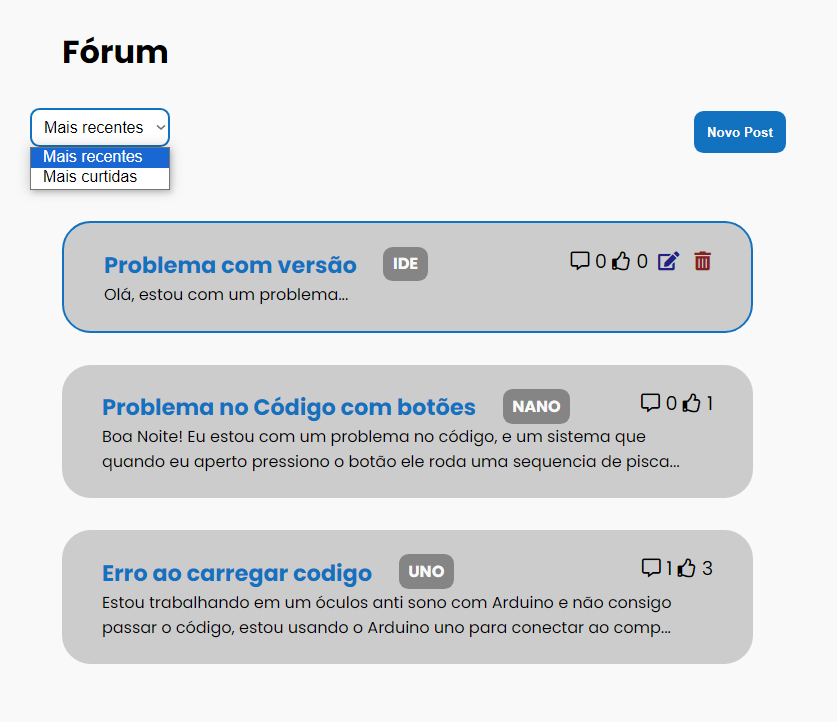 Fórum
Mais recentes
Novo Post
Mais recentes
Mais curtidas
Problema com versão IDE 0 0
Olá, estou com um problema...
Problema no Código com botões NANO 0 1
Boa Noite! Eu estou com um problema no código, e um sistema que
quando eu aperto pressiono o botão ele roda uma sequencia de pisca...
Erro ao carregar codigo UNO 1 3
Estou trabalhando em um óculos anti sono com Arduino e não consigo
passar o código, estou usando o Arduino uno para conectar ao comp...